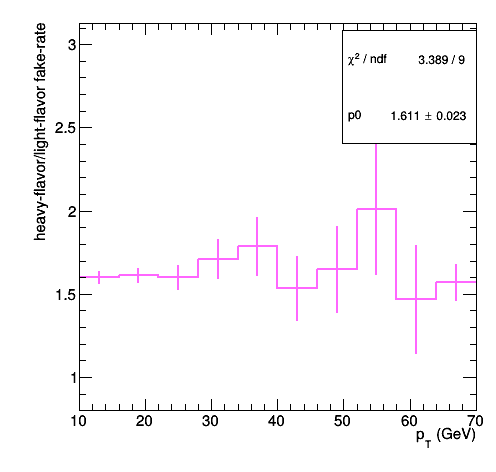 heavy-flavor/light-flavor fake-rate
χ² / ndf 3.389 / 9
p0 1.611 ± 0.023
3
2.5
2
1.5
1
10 20 30 40 50 60 70
p_T (GeV)